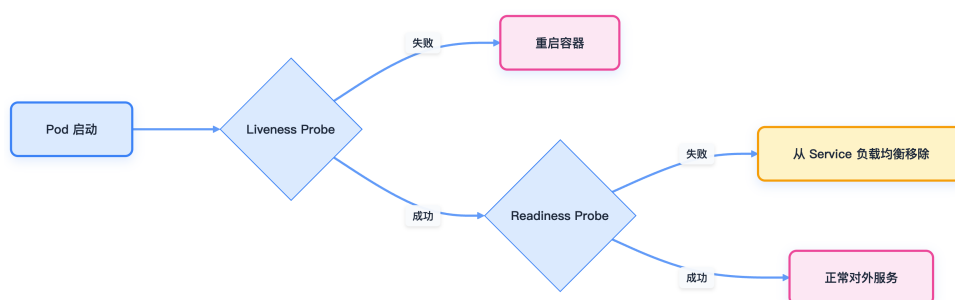 Pod 启动
Liveness Probe
失败
重启容器
成功
Readiness Probe
失败
从 Service 负载均衡移除
成功
正常对外服务